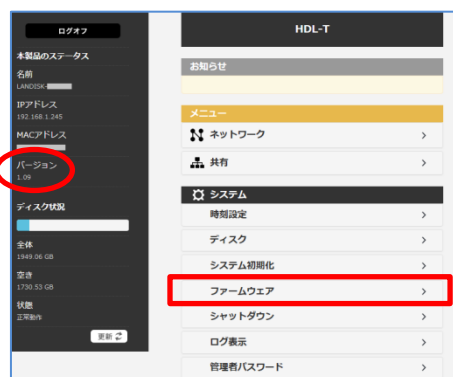 ログオフ
本製品のステータス
名前
LANDISK-
IPアドレス
192.168.1.245
MACアドレス
バージョン
1.09
ディスク状況
全体
1949.06 GB
空き
1730.53 GB
状態
正常動作
更新
HDL-T
お知らせ
メニュー
ネットワーク
共有
システム
時刻設定
ディスク
システム初期化
ファームウェア
シャットダウン
ログ表示
管理者パスワード